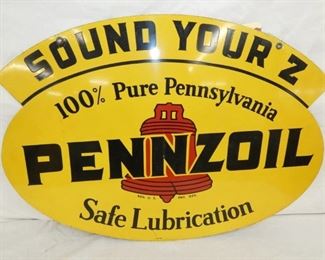 SOUND YOUR Z
100% Pure Pennsylvania
PENNZOIL
Safe Lubrication